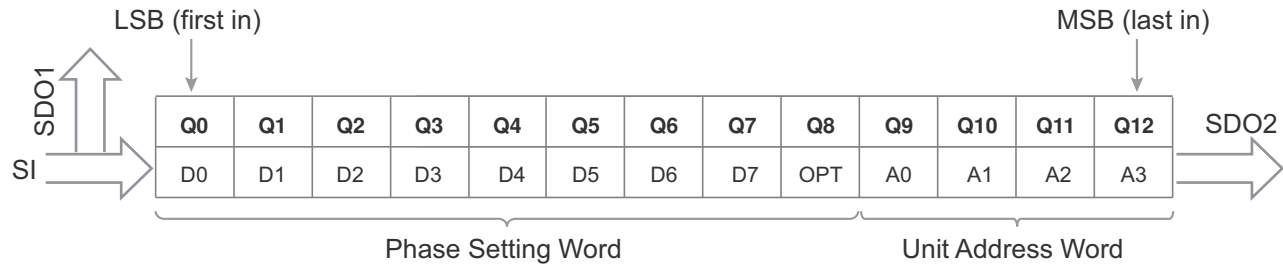 LSB (first in) MSB (last in)
SDO1
Q0 Q1 Q2 Q3 Q4 Q5 Q6 Q7 Q8 Q9 Q10 Q11 Q12
SDO2
SI
D0 D1 D2 D3 D4 D5 D6 D7 OPT A0 A1 A2 A3
Phase Setting Word Unit Address Word